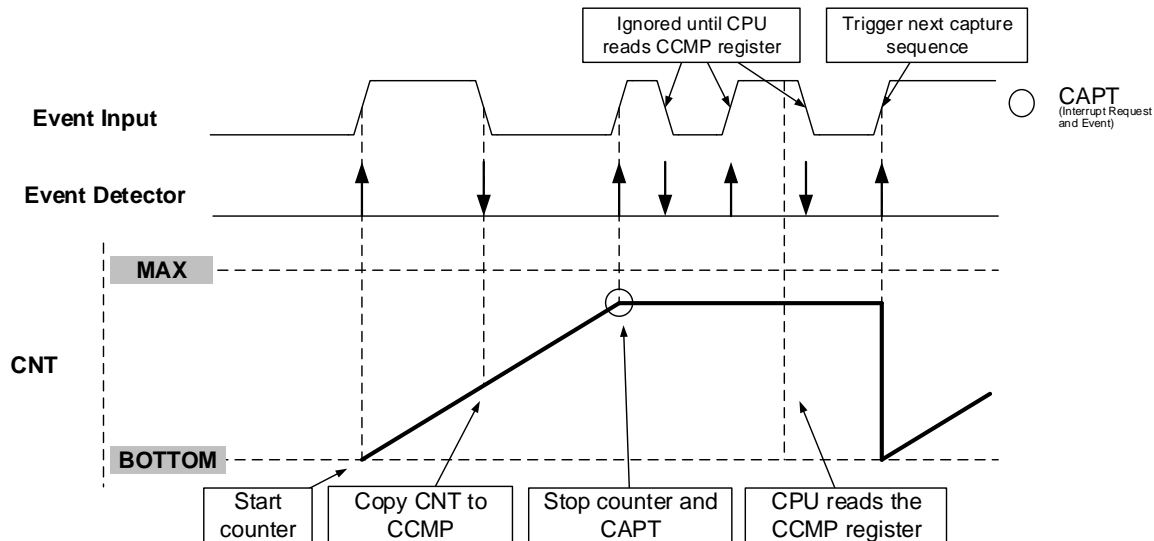 Ignored until CPU
reads CCMP register
Trigger next capture
sequence
CAPT
(Interrupt Request
and Event)
Event Input
Event Detector
MAX
CNT
BOTTOM
Start
counter
Copy CNT to
CCMP
Stop counter and
CAPT
CPU reads the
CCMP register